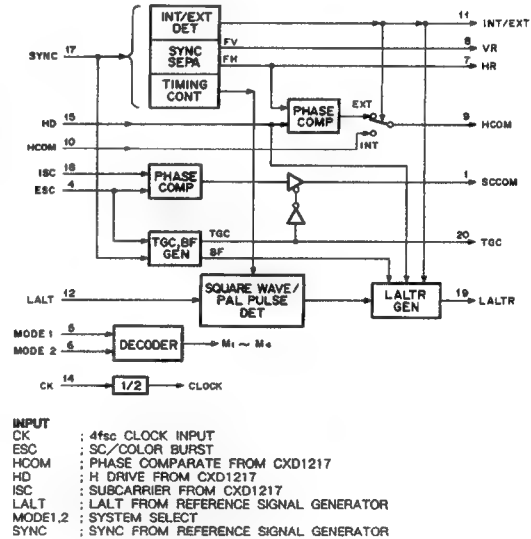 INT/EXT DET
11 INT/EXT
SYNC 17
SYNC SEPA
FV
8 VR
FH
7 HR
TIMING CONT
HD 15
PHASE COMP
EXT
9 HCOM
HCOM 10
INT
ISC 16
ESC 4
PHASE COMP
1 SCCOM
TGC, BF GEN
TGC
20 TGC
BF
LALT 12
SQUARE WAVE/ PAL PULSE DET
LALTR GEN
19 LALTR
MODE 1 5
MODE 2 6
DECODER
M1 ~ M4
CK 14
1/2
CLOCK
INPUT
CK ; 4fsc CLOCK INPUT
ESC ; SC/COLOR BURST
HCOM ; PHASE COMPARATE FROM CXD1217
HD ; H DRIVE FROM CXD1217
ISC ; SUBCARRIER FROM CXD1217
LALT ; LALT FROM REFERENCE SIGNAL GENERATOR
MODE1,2 ; SYSTEM SELECT
SYNC ; SYNC FROM REFERENCE SIGNAL GENERATOR